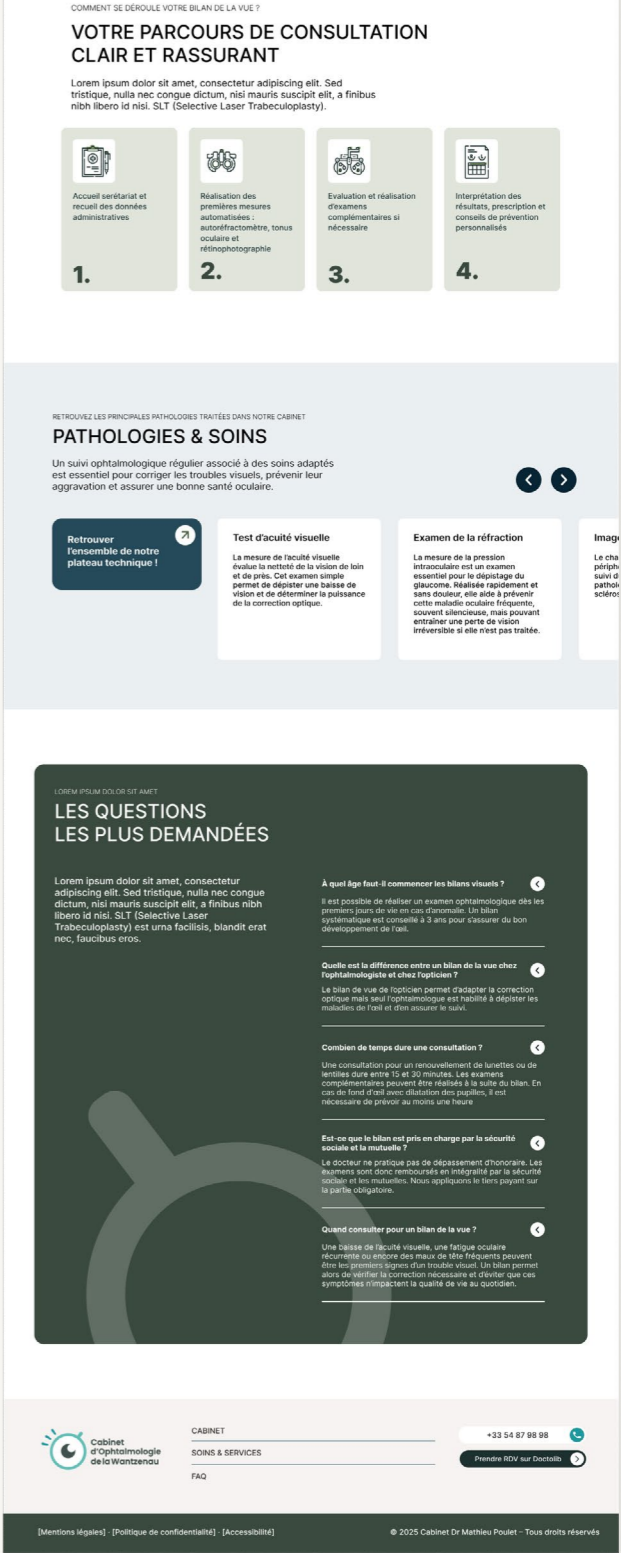 COMMENT SE DÉROULE VOTRE BILAN DE LA VUE ?
VOTRE PARCOURS DE CONSULTATION
CLAIR ET RASSURANT
Lorem ipsum dolor sit amet, consectetur adipiscing elit. Sed
tristique, nulla nec congue dictum, nisi mauris suscipit elit, a finibus
nibh libero id nisi. SLT (Selective Laser Trabeculoplasty).
Accueil serétariat et
recueil des données
administratives
1.
Réalisation des
premières mesures
automatisées :
autoréfractomètre, tonus
oculaire et
rétinophotographie
2.
Evaluation et réalisation
d'examens
complémentaires si
nécessaire
3.
Interprétation des
résultats, prescription et
conseils de prévention
personnalisés
4.
RETROUVEZ LES PRINCIPALES PATHOLOGIES TRAITÉES DANS NOTRE CABINET
PATHOLOGIES & SOINS
Un suivi ophtalmologique régulier associé à des soins adaptés
est essentiel pour corriger les troubles visuels, prévenir leur
aggravation et assurer une bonne santé oculaire.
Retrouver
l'ensemble de notre
plateau technique !
Test d'acuité visuelle
La mesure de l'acuité visuelle
évalue la netteté de la vision de loin
et de près. Cet examen simple
permet de dépister une baisse de
vision et de déterminer la puissance
de la correction optique.
Examen de la réfraction
La mesure de la pression
intraoculaire est un examen
essentiel pour le dépistage du
glaucome. Réalisée rapidement et
sans douleur, elle aide à prévenir
cette maladie oculaire fréquente,
souvent silencieuse, mais pouvant
entraîner une perte de vision
irréversible si elle n'est pas traitée.
Imag
Le cha
périph
suivi d
pathol
scléros
LOREM IPSUM DOLOR SIT AMET
LES QUESTIONS
LES PLUS DEMANDÉES
Lorem ipsum dolor sit amet, consectetur
adipiscing elit. Sed tristique, nulla nec congue
dictum, nisi mauris suscipit elit, a finibus nibh
libero id nisi. SLT (Selective Laser
Trabeculoplasty) est urna facilisis, blandit erat
nec, faucibus eros.
À quel âge faut-il commencer les bilans visuels ?
Il est possible de réaliser un examen ophtalmologique dès les
premiers jours de vie en cas d'anomalie. Un bilan
systématique est conseillé à 3 ans pour s'assurer du bon
développement de l'œil.
Quelle est la différence entre un bilan de la vue chez
l'ophtalmologiste et chez l'opticien ?
Le bilan de vue de l'opticien permet d'adapter la correction
optique mais seul l'ophtalmologue est habilité à dépister les
maladies de l'œil et d'en assurer le suivi.
Combien de temps dure une consultation ?
Une consultation pour un renouvellement de lunettes ou de
lentilles dure entre 15 et 30 minutes. Les examens
complémentaires peuvent être réalisés à la suite du bilan. En
cas de fond d'œil avec dilatation des pupilles, il est
nécessaire de prévoir au moins une heure
Est-ce que le bilan est pris en charge par la sécurité
sociale et la mutuelle ?
Le docteur ne pratique pas de dépassement d'honoraire. Les
examens sont donc remboursés en intégralité par la sécurité
sociale et les mutuelles. Nous appliquons le tiers payant sur
la partie obligatoire.
Quand consulter pour un bilan de la vue ?
Une baisse de l'acuité visuelle, une fatigue oculaire
récurrente ou encore des maux de tête fréquents peuvent
être les premiers signes d'un trouble visuel. Un bilan permet
alors de vérifier la correction nécessaire et d'éviter que ces
symptômes n'impactent la qualité de vie au quotidien.
Cabinet
d'Ophtalmologie
de la Wantzenau
CABINET
SOINS & SERVICES
FAQ
+33 54 87 98 98
Prendre RDV sur Doctolib
[Mentions légales] · [Politique de confidentialité] · [Accessibilité]
© 2025 Cabinet Dr Mathieu Poulet – Tous droits réservés